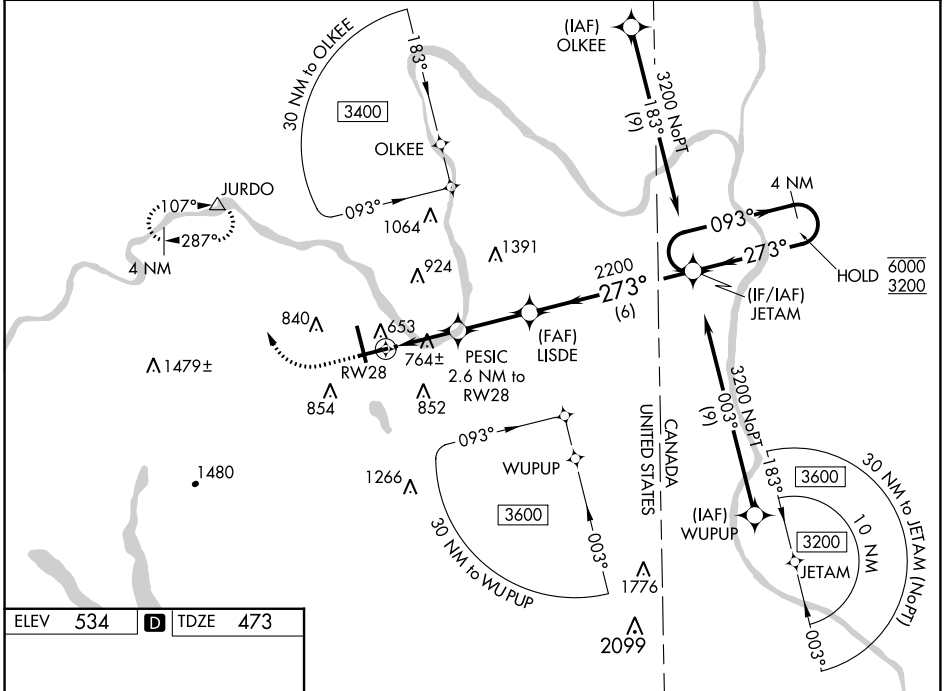 30 NM to OLKEE
183°
3400
OLKEE
093°
(IAF)
OLKEE
3200 NoPT
183°
(9)
JURDO
107°
287°
4 NM
1064
1391
924
2200
273°
(6)
4 NM
093°
273°
HOLD
6000
3200
(IF/IAF)
JETAM
(FAF)
LISDE
840
653
764±
PESIC
2.6 NM to
RW28
RW28
1479±
854
852
3200 NoPT
003°
(9)
CANADA
UNITED STATES
093°
WUPUP
1480
1266
3600
003°
30 NM to WUPUP
(IAF)
WUPUP
183°
3600
30 NM to JETAM (NoPT)
3200
10 NM
JETAM
003°
1776
2099
ELEV 534 D TDZE 473